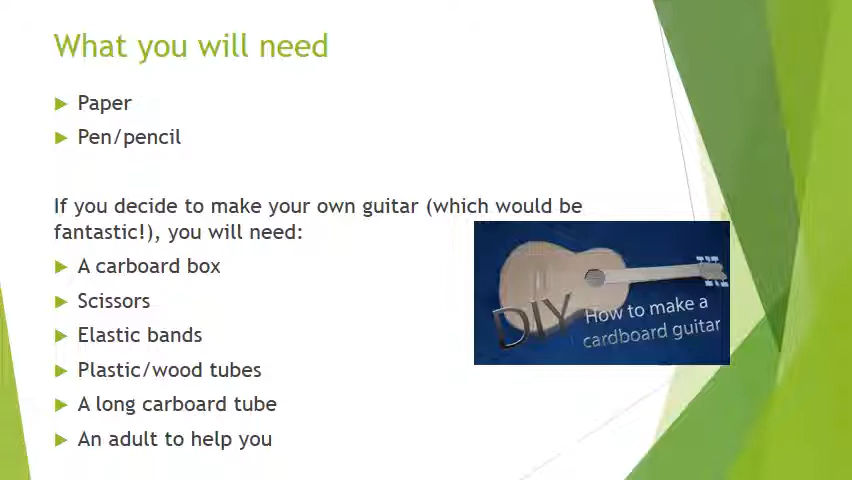 What you will need
Paper
Pen/pencil
If you decide to make your own guitar (which would be
fantastic!), you will need:
A carboard box
Scissors
Elastic bands
Plastic/wood tubes
A long carboard tube
An adult to help you
DIY How to make a
cardboard guitar